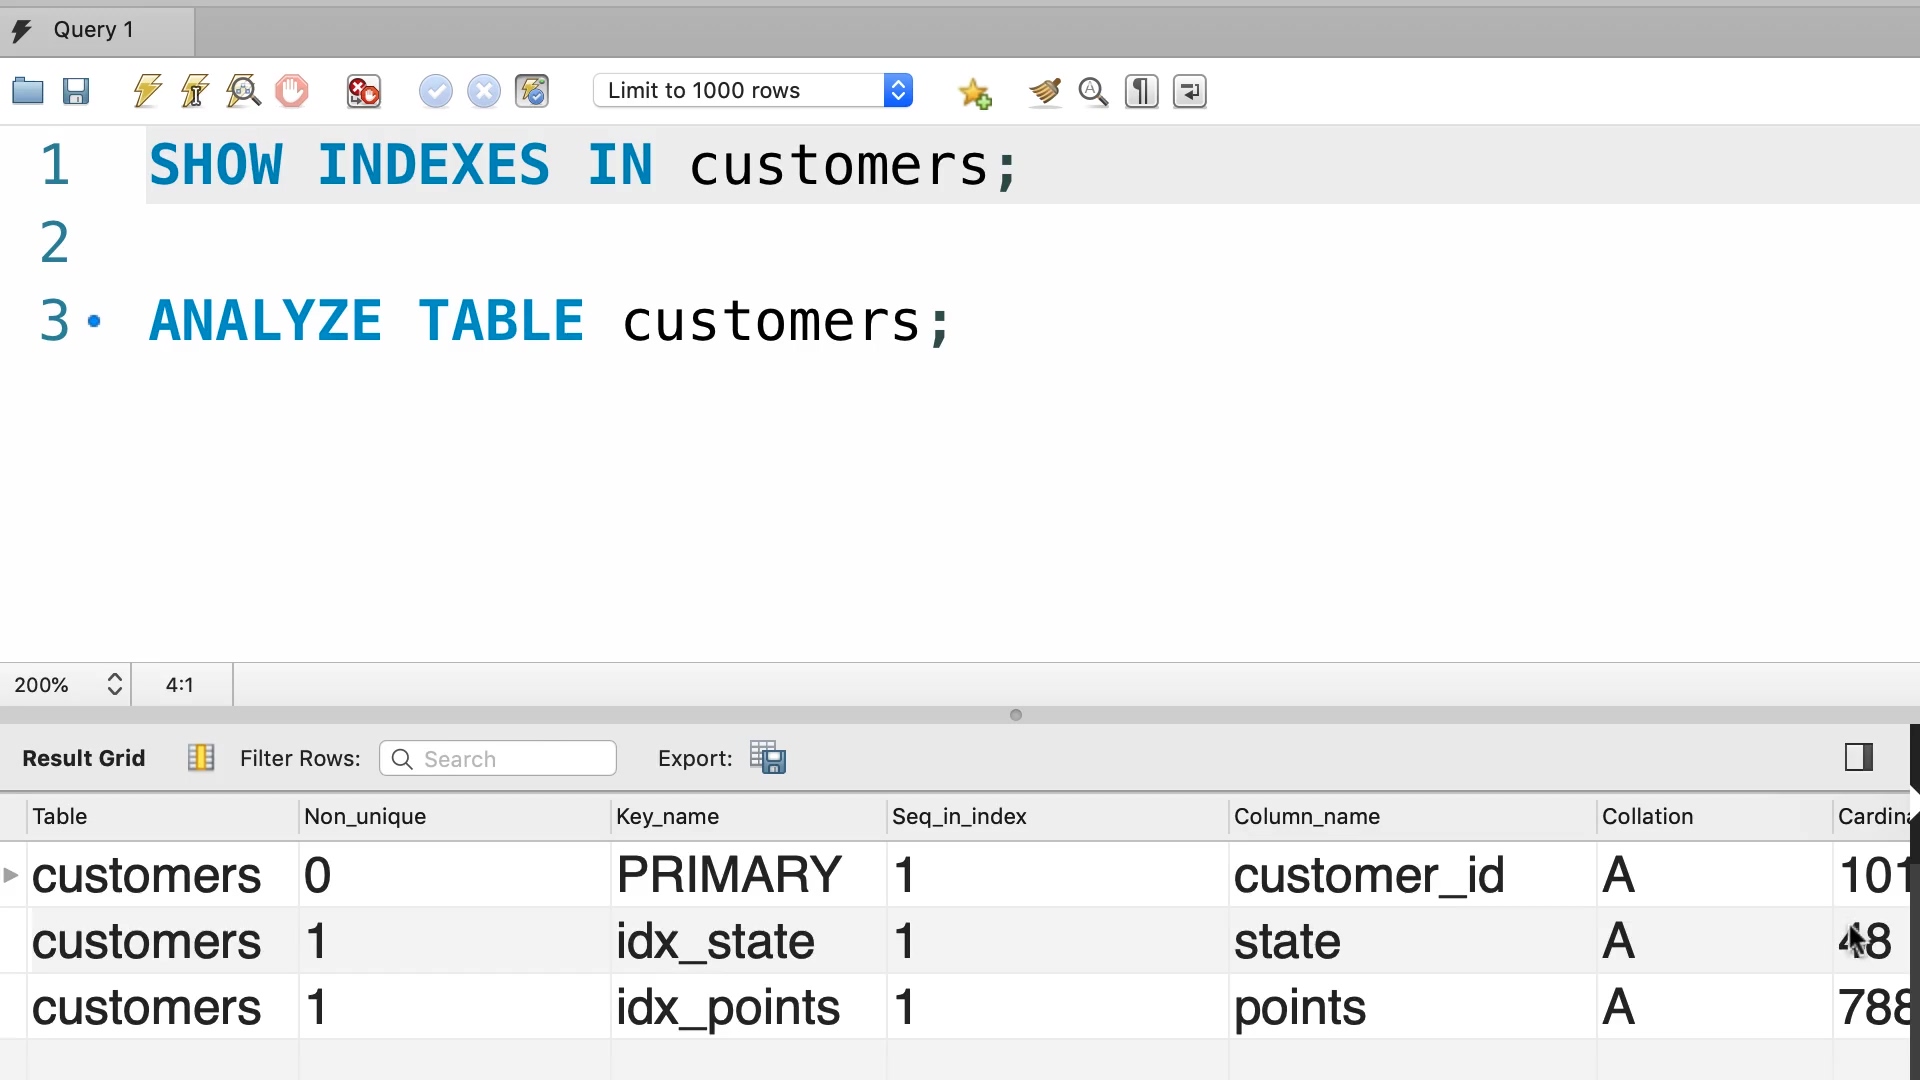 Query 1
Limit to 1000 rows
1 SHOW INDEXES IN customers;
2
3 ANALYZE TABLE customers;
200% 4:1
Result Grid Filter Rows: Search Export:
Table Non_unique Key_name Seq_in_index Column_name Collation
customers 0 PRIMARY 1 customer_id A 101
customers 1 idx_state 1 state A 48
customers 1 idx_points 1 points A 788